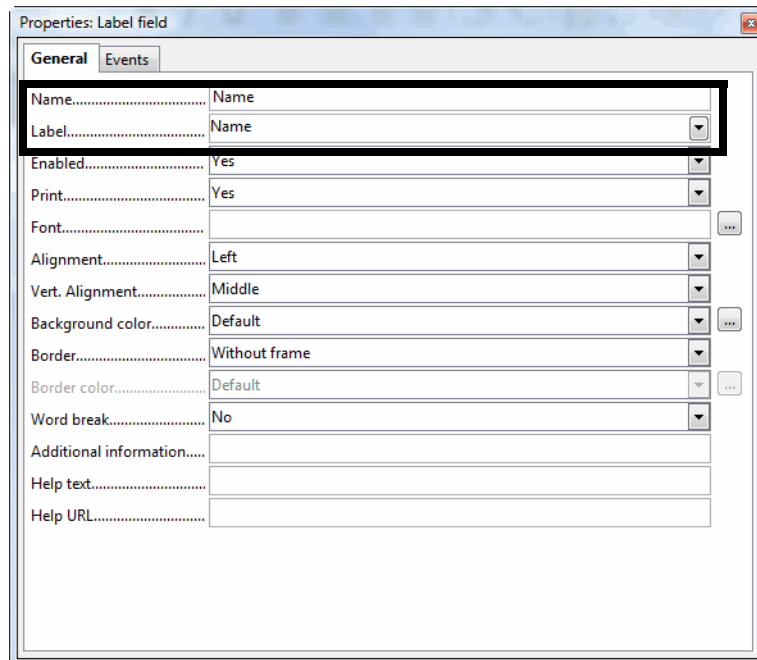 Properties: Label field
General Events
Name.................................. Name
Label................................... Name
Enabled.............................. Yes
Print.................................... Yes
Font.................................... ...
Alignment.......................... Left
Vert. Alignment................. Middle
Background color............. Default ...
Border................................. Without frame
Border color....................... Default ...
Word break........................ No
Additional information.....
Help text.............................
Help URL............................